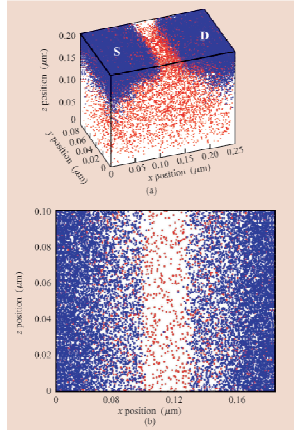 0.20
0.15
0.10
0.05
0
z position (μm)
S
D
0.08
0.06
0.04
0.02
0
y position (μm)
0
0.05
0.10
0.15
0.20
0.25
x position (μm)
(a)
0.10
0.08
0.06
0.04
0.02
0
z position (μm)
0
0.08
0.12
0.16
x position (μm)
(b)